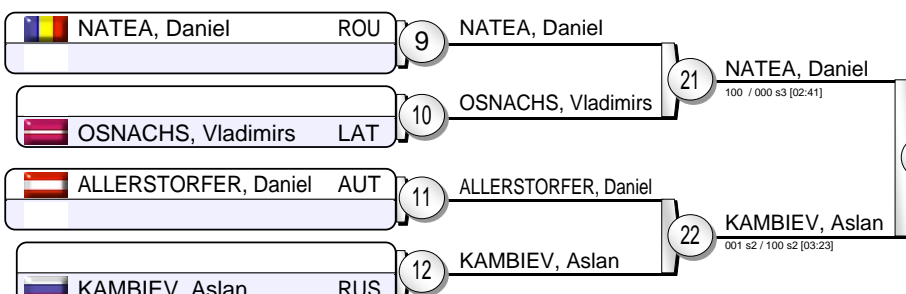 NATEA, Daniel ROU
9
NATEA, Daniel
21
NATEA, Daniel
100 / 000 s3 [02:41]
OSNACHS, Vladimirs LAT
10
OSNACHS, Vladimirs
ALLERSTORFER, Daniel AUT
11
ALLERSTORFER, Daniel
22
KAMBIEV, Aslan
001 s2 / 100 s2 [03:23]
KAMBIEV, Aslan RUS
12
KAMBIEV, Aslan